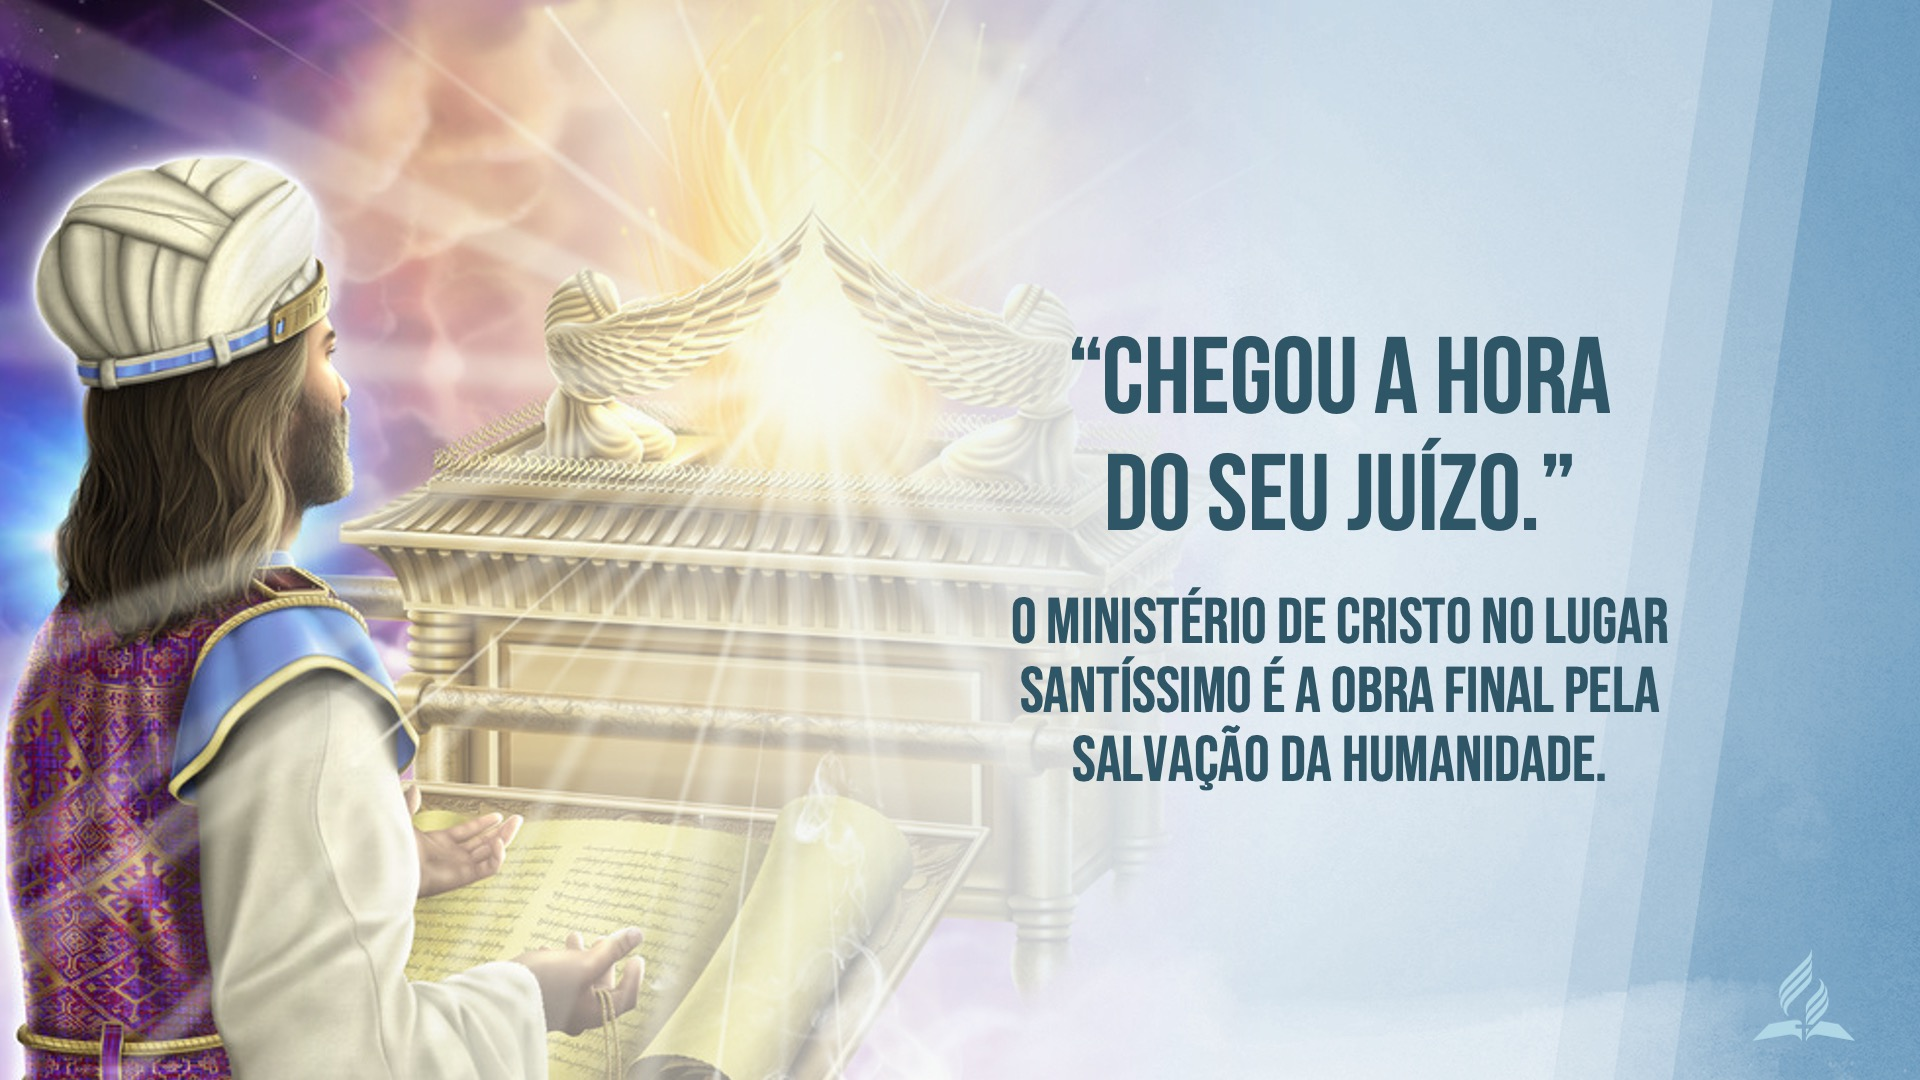 “CHEGOU A HORA
DO SEU JUÍZO.”
O MINISTÉRIO DE CRISTO NO LUGAR
SANTÍSSIMO É A OBRA FINAL PELA
SALVAÇÃO DA HUMANIDADE.